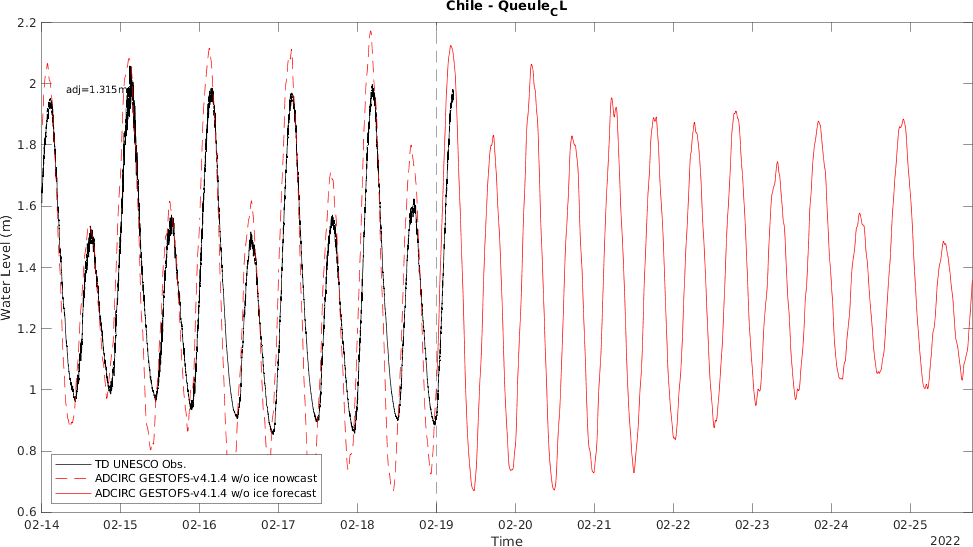 Chile - Queule_CL
2.2
2
1.8
1.6
1.4
1.2
1
0.8
0.6
Water Level (m)
adj=1.315m
TD UNESCO Obs.
ADCIRC GESTOFS-v4.1.4 w/o ice nowcast
ADCIRC GESTOFS-v4.1.4 w/o ice forecast
02-14 02-15 02-16 02-17 02-18 02-19 02-20 02-21 02-22 02-23 02-24 02-25
Time
2022